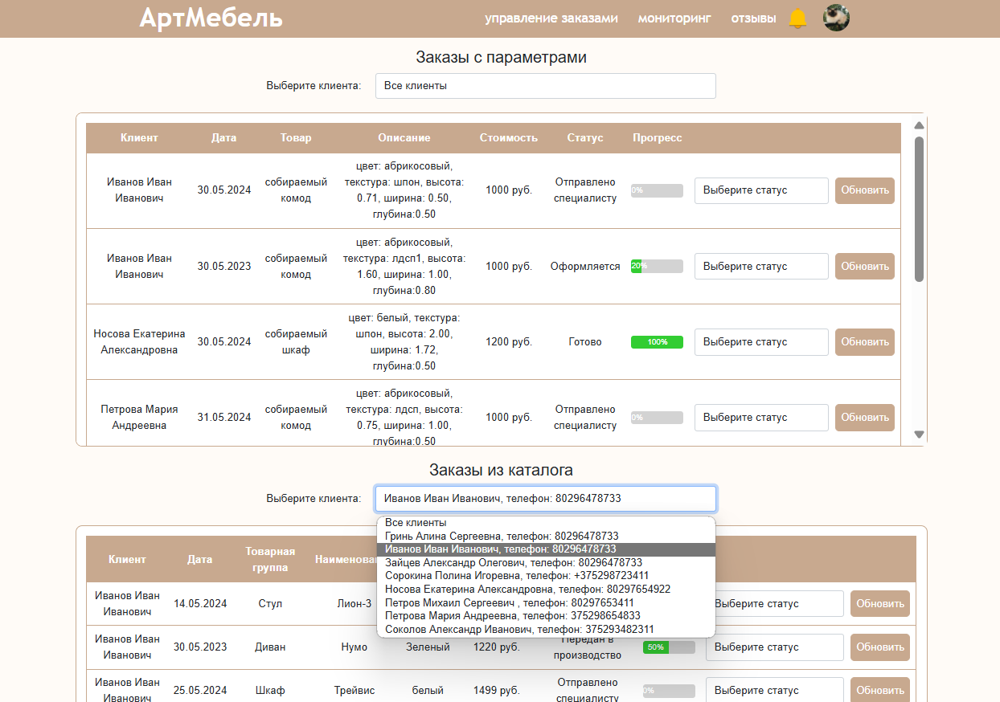 АртМебель управление заказами мониторинг отзывы
Заказы с параметрами
Выберите клиента: Все клиенты
Клиент Дата Товар Описание Стоимость Статус Прогресс
цвет: абрикосовый,
Иванов Иван собираемый текстура: шпон, высота: Отправлено
30.05.2024 1000 руб. 0% Выберите статус Обновить
Иванович комод 0.71, ширина: 0.50, специалисту
глубина:0.50
цвет: абрикосовый,
Иванов Иван собираемый текстура: лдсп1, высота:
30.05.2023 1000 руб. Оформляется 20% Выберите статус Обновить
Иванович комод 1.60, ширина: 1.00,
глубина:0.80
цвет: белый, текстура:
Носова Екатерина собираемый шпон, высота: 2.00,
30.05.2024 1200 руб. Готово 100% Выберите статус Обновить
Александровна шкаф ширина: 1.72,
глубина:0.50
цвет: абрикосовый,
Петрова Мария собираемый текстура: лдсп, высота: Отправлено
31.05.2024 1000 руб. 0% Выберите статус Обновить
Андреевна комод 0.75, ширина: 1.00, специалисту
глубина:0.50
Заказы из каталога
Выберите клиента: Иванов Иван Иванович, телефон: 80296478733
Все клиенты
Гринь Алина Сергеевна, телефон: 80296478733
Иванов Иван Иванович, телефон: 80296478733
Зайцев Александр Олегович, телефон: 80296478733
Сорокина Полина Игоревна, телефон: +375298723411
Носова Екатерина Александровна, телефон: 80297654922
Петров Михаил Сергеевич , телефон: 80297653411
Петрова Мария Андреевна, телефон: 375298654833
Соколов Александр Иванович, телефон: 375293482311
Клиент Дата Товарная группа Наименова
Иванов Иван
14.05.2024 Стул Лион-3 Выберите статус Обновить
Иванович
Иванов Иван Передан в
30.05.2023 Диван Нумо Зеленый 1220 руб. 50% Выберите статус Обновить
Иванович производство
Иванов Иван Отправлено
25.05.2024 Шкаф Трейвис белый 1499 руб. 0% Выберите статус Обновить
Иванович специалисту